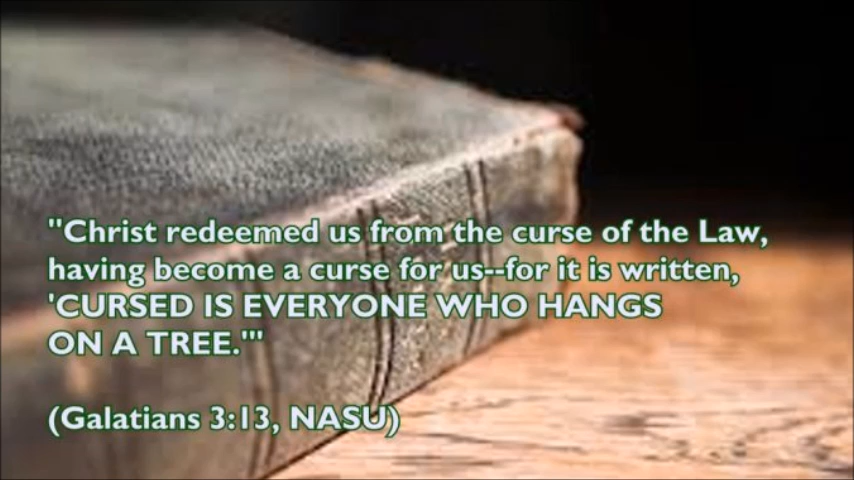 "Christ redeemed us from the curse of the Law,
having become a curse for us--for it is written,
'CURSED IS EVERYONE WHO HANGS
ON A TREE.'"
(Galatians 3:13, NASU)